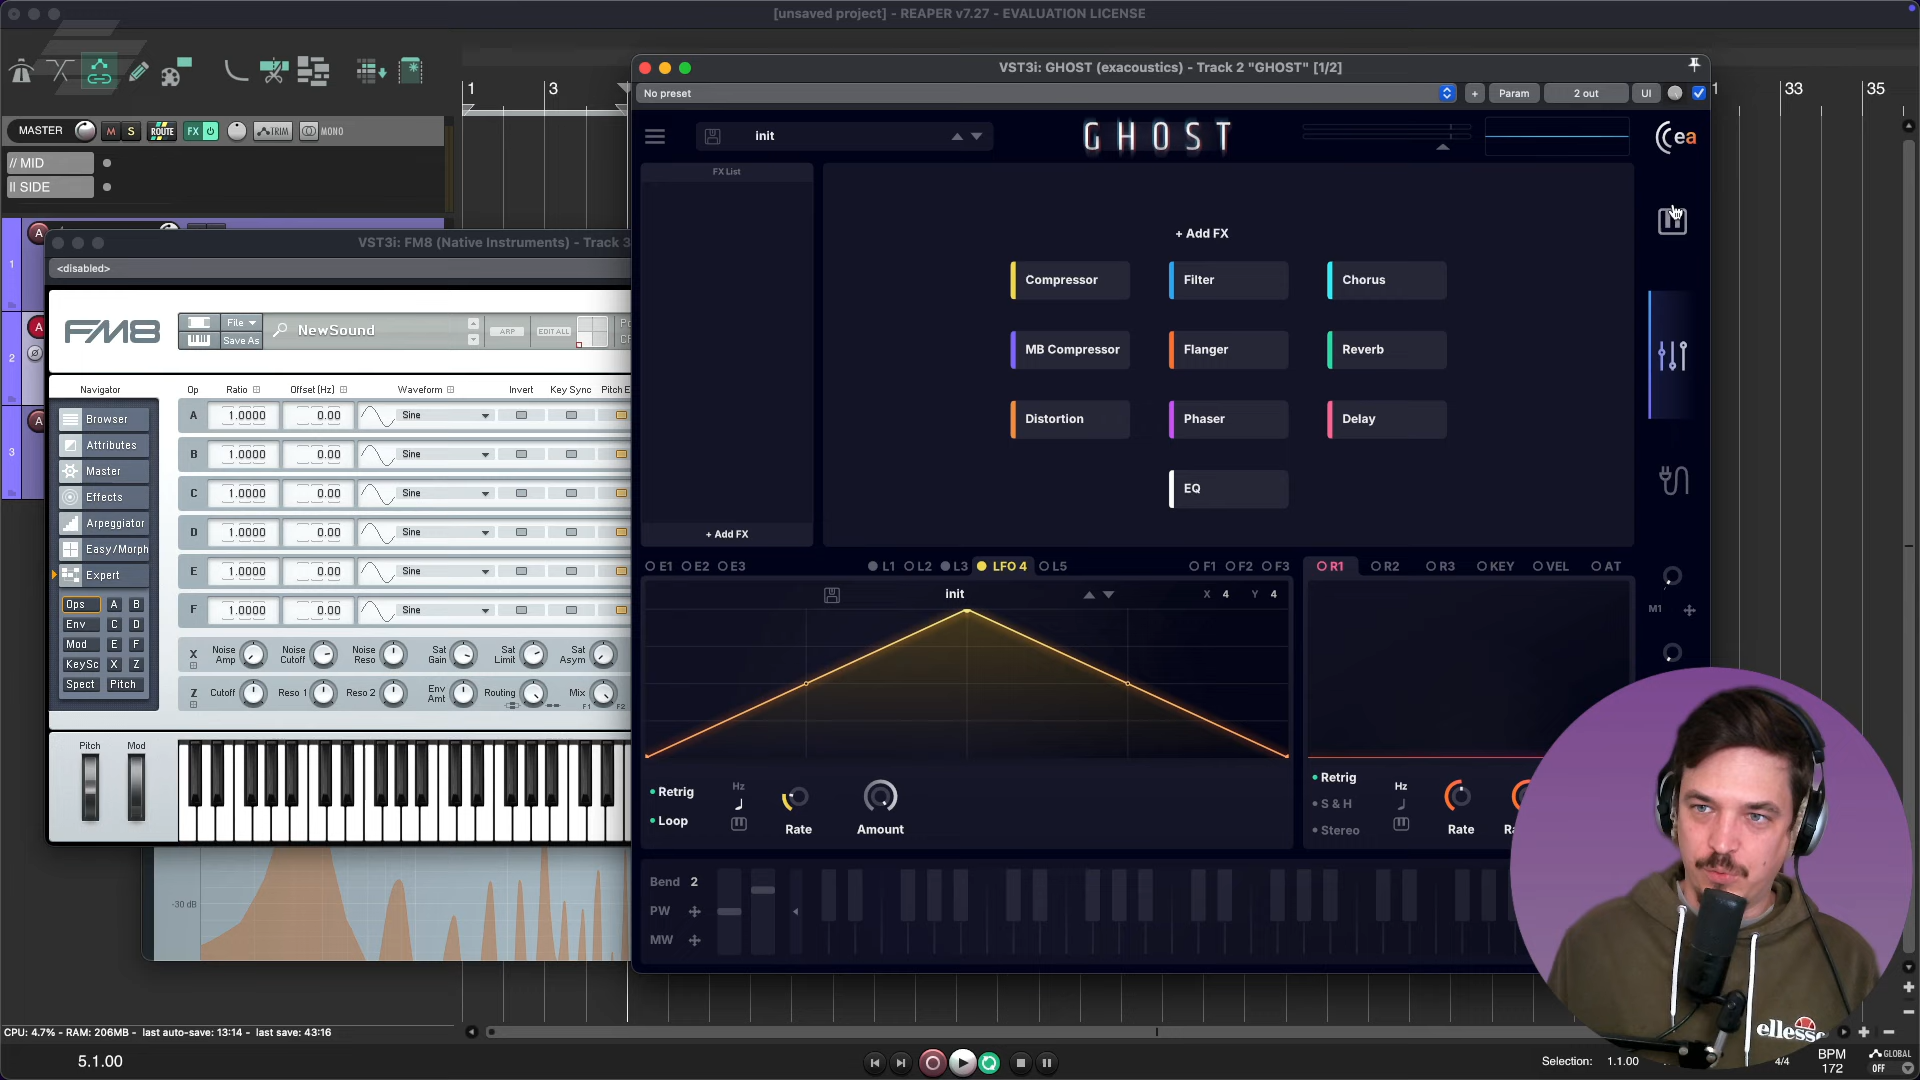 [unsaved project] - REAPER v7.27 - EVALUATION LICENSE
1
3
33
35
MASTER
M
S
ROUTE
FX
TRIM
MONO
// MID
II SIDE
A
1
A
2
A
3
VST3i: FM8 (Native Instruments) - Track 3
<disabled>
FM8
File
Save As
NewSound
ARP
EDIT ALL
Navigator
Op
Ratio
Offset (Hz)
Waveform
Invert
Key Sync
Pitch E
Browser
Attributes
Master
Effects
Arpeggiator
Easy/Morph
Expert
A 1.0000 0.00 Sine
B 1.0000 0.00 Sine
C 1.0000 0.00 Sine
D 1.0000 0.00 Sine
E 1.0000 0.00 Sine
F 1.0000 0.00 Sine
Ops A B
Env C D
Mod E F
KeySc X Z
Spect Pitch
X
Noise Amp
Noise Cutoff
Noise Reso
Sat Gain
Sat Limit
Sat Asym
Z
Cutoff
Reso 1
Reso 2
Env Amt
Routing
Mix
F1
F2
Pitch
Mod
-30 dB
VST3i: GHOST (exacoustics) - Track 2 "GHOST" [1/2]
No preset
+
Param
2 out
UI
init
GHOST
ea
FX List
+ Add FX
+ Add FX
Compressor
Filter
Chorus
MB Compressor
Flanger
Reverb
Distortion
Phaser
Delay
EQ
E1 E2 E3
L1 L2 L3 LFO 4 L5
F1 F2 F3
R1 R2 R3 KEY VEL AT
init
X 4 Y 4
M1
Retrig
Loop
Hz
Rate
Amount
Retrig
S & H
Stereo
Hz
Rate
Bend 2
PW
MW
ellesse
CPU: 4.7% - RAM: 206MB - last auto-save: 13:14 - last save: 43:16
5.1.00
Selection:
1.1.00
4/4
BPM
172
GLOBAL
OFF